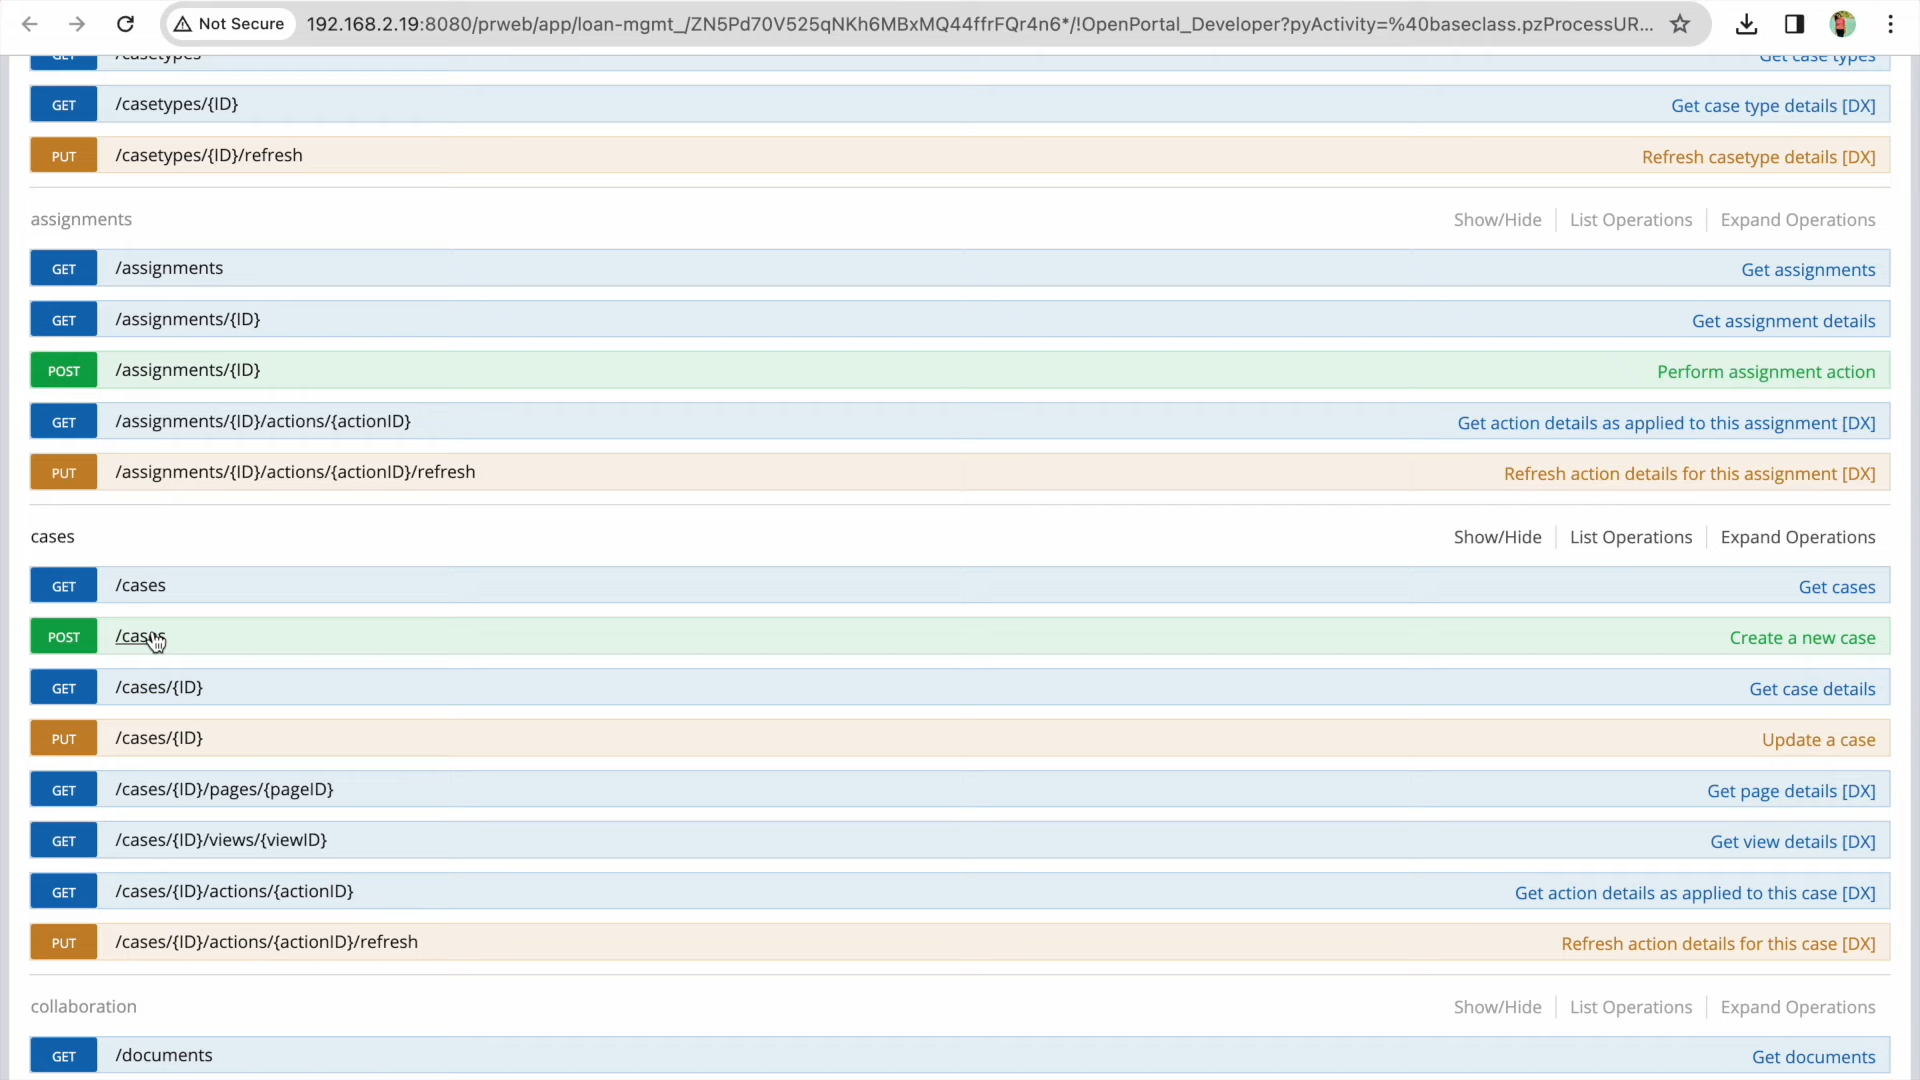 Not Secure 192.168.2.19:8080/prweb/app/loan-mgmt_/ZN5Pd70V525qNKh6MBxMQ44ffrFQr4n6*/!OpenPortal_Developer?pyActivity=%40baseclass.pzProcessUR...
GET /casetypes Get case types
GET /casetypes/{ID} Get case type details [DX]
PUT /casetypes/{ID}/refresh Refresh casetype details [DX]
assignments Show/Hide List Operations Expand Operations
GET /assignments Get assignments
GET /assignments/{ID} Get assignment details
POST /assignments/{ID} Perform assignment action
GET /assignments/{ID}/actions/{actionID} Get action details as applied to this assignment [DX]
PUT /assignments/{ID}/actions/{actionID}/refresh Refresh action details for this assignment [DX]
cases Show/Hide List Operations Expand Operations
GET /cases Get cases
POST /cases Create a new case
GET /cases/{ID} Get case details
PUT /cases/{ID} Update a case
GET /cases/{ID}/pages/{pageID} Get page details [DX]
GET /cases/{ID}/views/{viewID} Get view details [DX]
GET /cases/{ID}/actions/{actionID} Get action details as applied to this case [DX]
PUT /cases/{ID}/actions/{actionID}/refresh Refresh action details for this case [DX]
collaboration Show/Hide List Operations Expand Operations
GET /documents Get documents